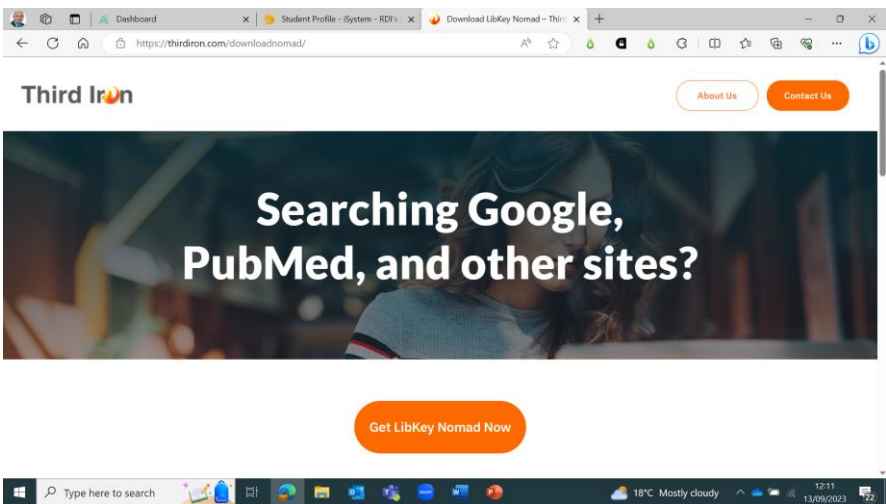 Dashboard
Student Profile - iSystem - RDI's
Download LibKey Nomad – Thir
https://thirdiron.com/downloadnomad/
Third Iron
About Us
Contact Us
Searching Google,
PubMed, and other sites?
Get LibKey Nomad Now
Type here to search
18°C Mostly cloudy
12:11
13/09/2023
22